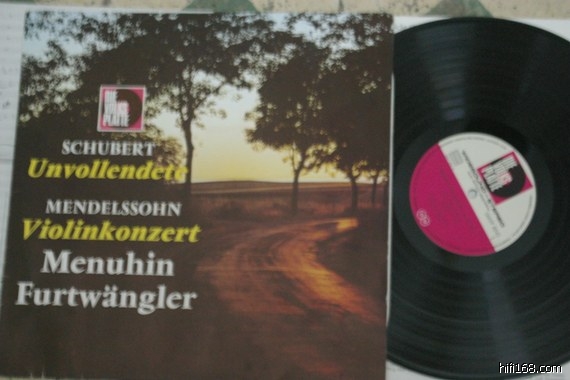 SCHUBERT
Unvollendete
MENDELSSOHN
Violinkonzert
Menuhin
Furtwängler
hifi168.com